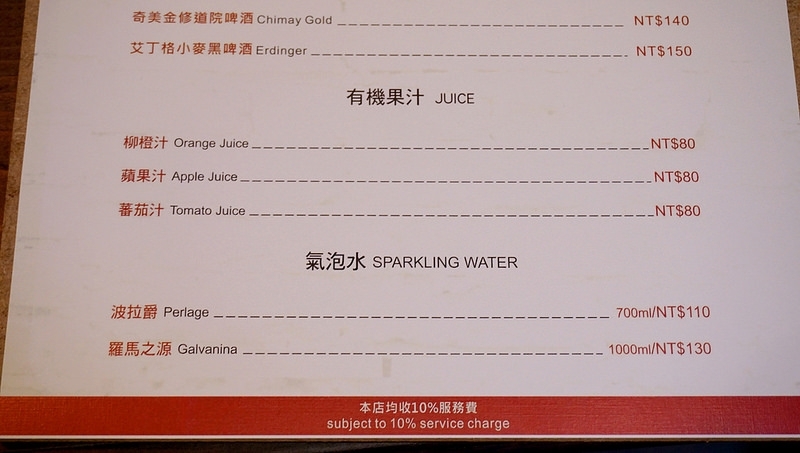 奇美金修道院啤酒 Chimay Gold NT$140
艾丁格小麥黑啤酒 Erdinger NT$150
有機果汁 JUICE
柳橙汁 Orange Juice NT$80
蘋果汁 Apple Juice NT$80
蕃茄汁 Tomato Juice NT$80
氣泡水 SPARKLING WATER
波拉爵 Perlage 700ml/NT$110
羅馬之源 Galvanina 1000ml/NT$130
本店均收10%服務費
subject to 10% service charge